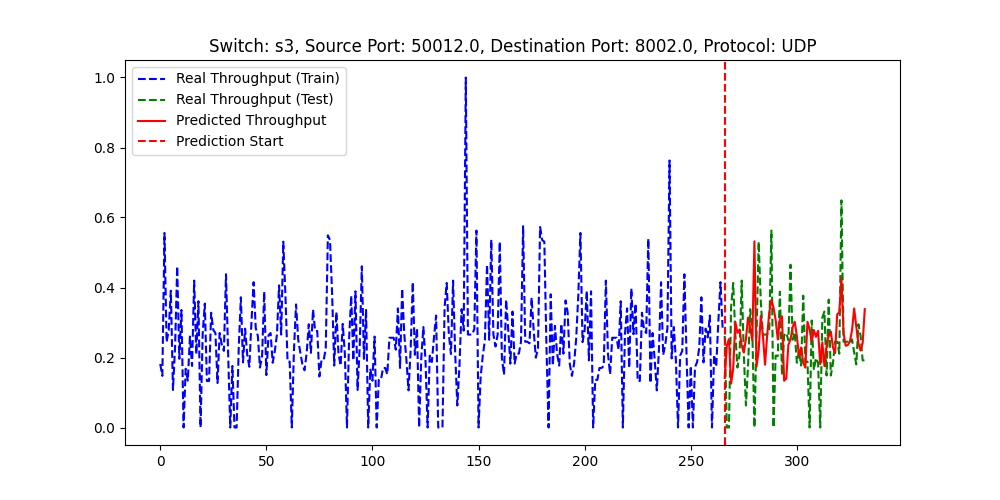 Switch: s3, Source Port: 50012.0, Destination Port: 8002.0, Protocol: UDP
Real Throughput (Train)
Real Throughput (Test)
Predicted Throughput
Prediction Start
1.0
0.8
0.6
0.4
0.2
0.0
0 50 100 150 200 250 300